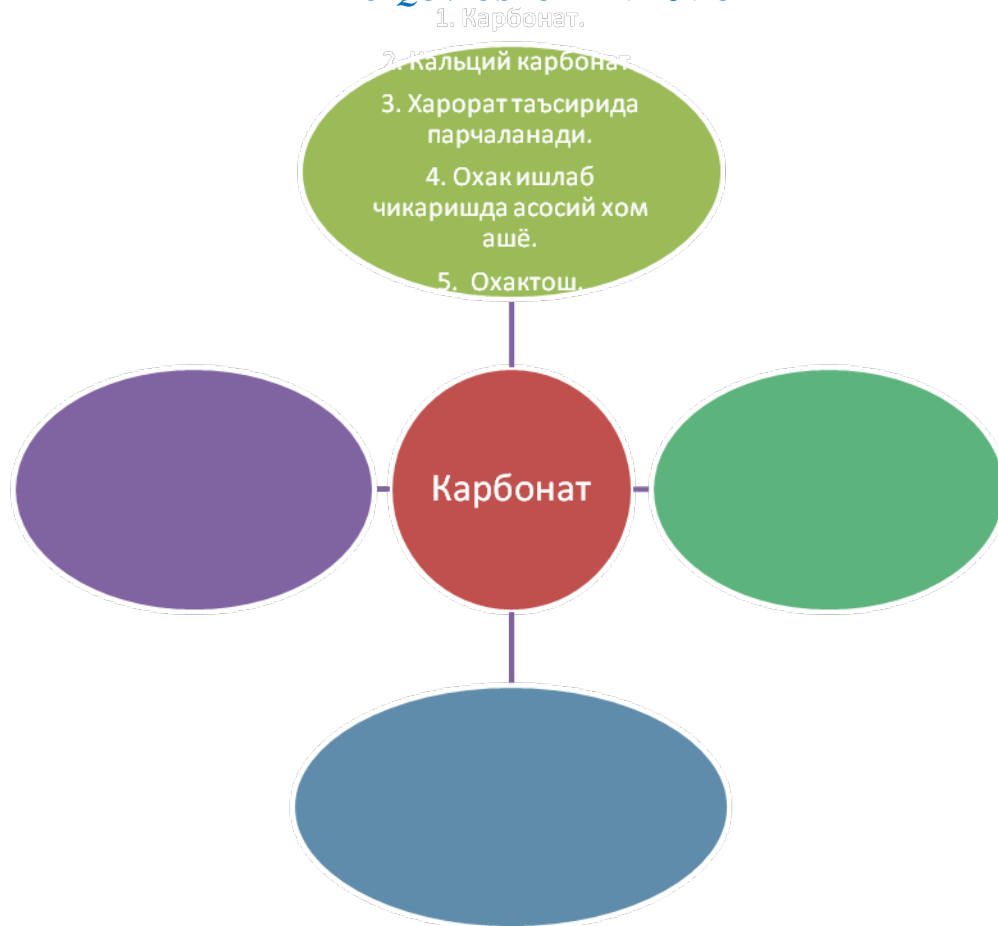 1. Карбонат.
2. Кальций карбонат.
3. Харорат таъсирида
парчаланади.
4. Охак ишлаб
чикаришда асосий хом
ашё.
5. Охактош.
Карбонат